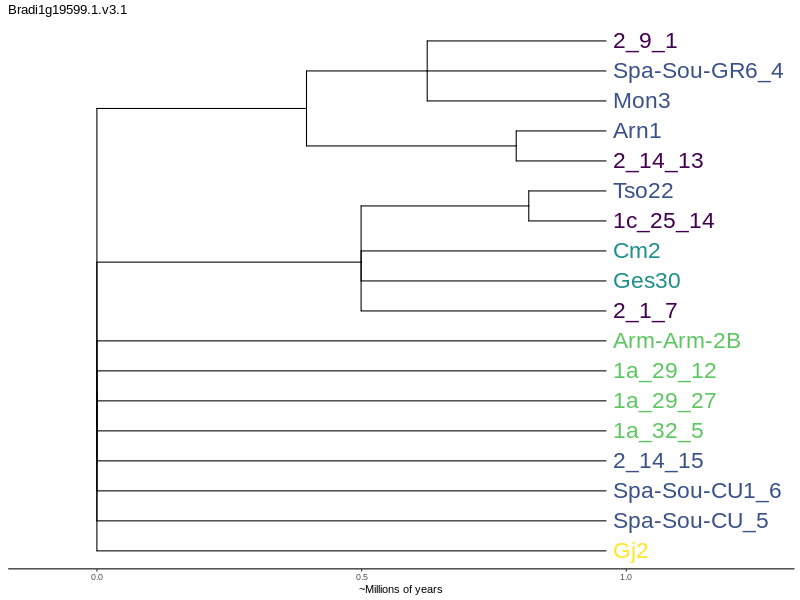 Bradi1g19599.1.v3.1
2_9_1
Spa-Sou-GR6_4
Mon3
Arn1
2_14_13
Tso22
1c_25_14
Cm2
Ges30
2_1_7
Arm-Arm-2B
1a_29_12
1a_29_27
1a_32_5
2_14_15
Spa-Sou-CU1_6
Spa-Sou-CU_5
Gj2
0.0 0.5 1.0
~Millions of years